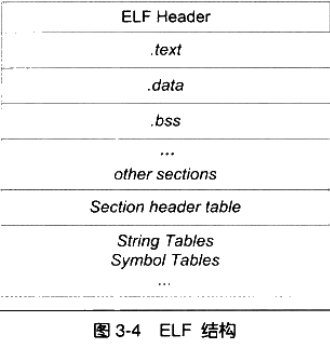 ELF Header
.text
.data
.bss
...
other sections
Section header table
String Tables
Symbol Tables
...
图 3-4 ELF 结构